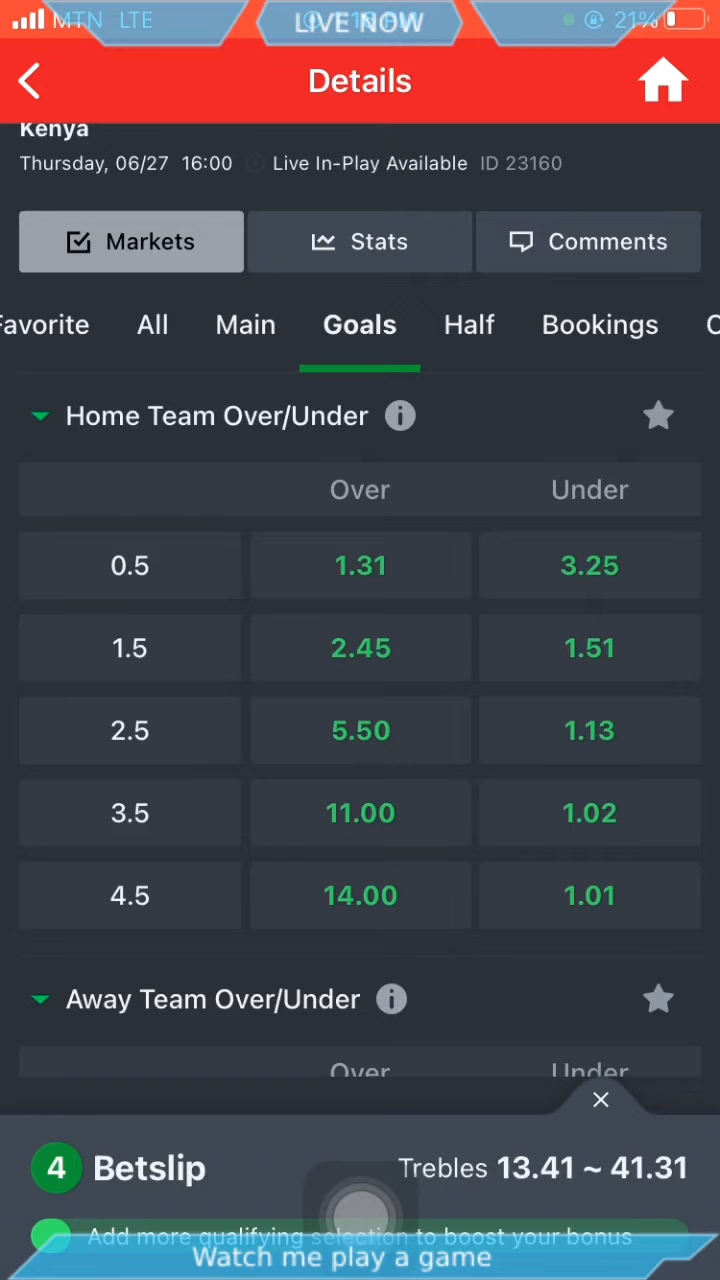 MTN LTE
LIVE NOW
21%
Details
Kenya
Thursday, 06/27 16:00 Live In-Play Available ID 23160
Markets Stats Comments
Favorite All Main Goals Half Bookings
Home Team Over/Under
Over Under
0.5 1.31 3.25
1.5 2.45 1.51
2.5 5.50 1.13
3.5 11.00 1.02
4.5 14.00 1.01
Away Team Over/Under
Over Under
4 Betslip Trebles 13.41 ~ 41.31
Add more qualifying selection to boost your bonus
Watch me play a game